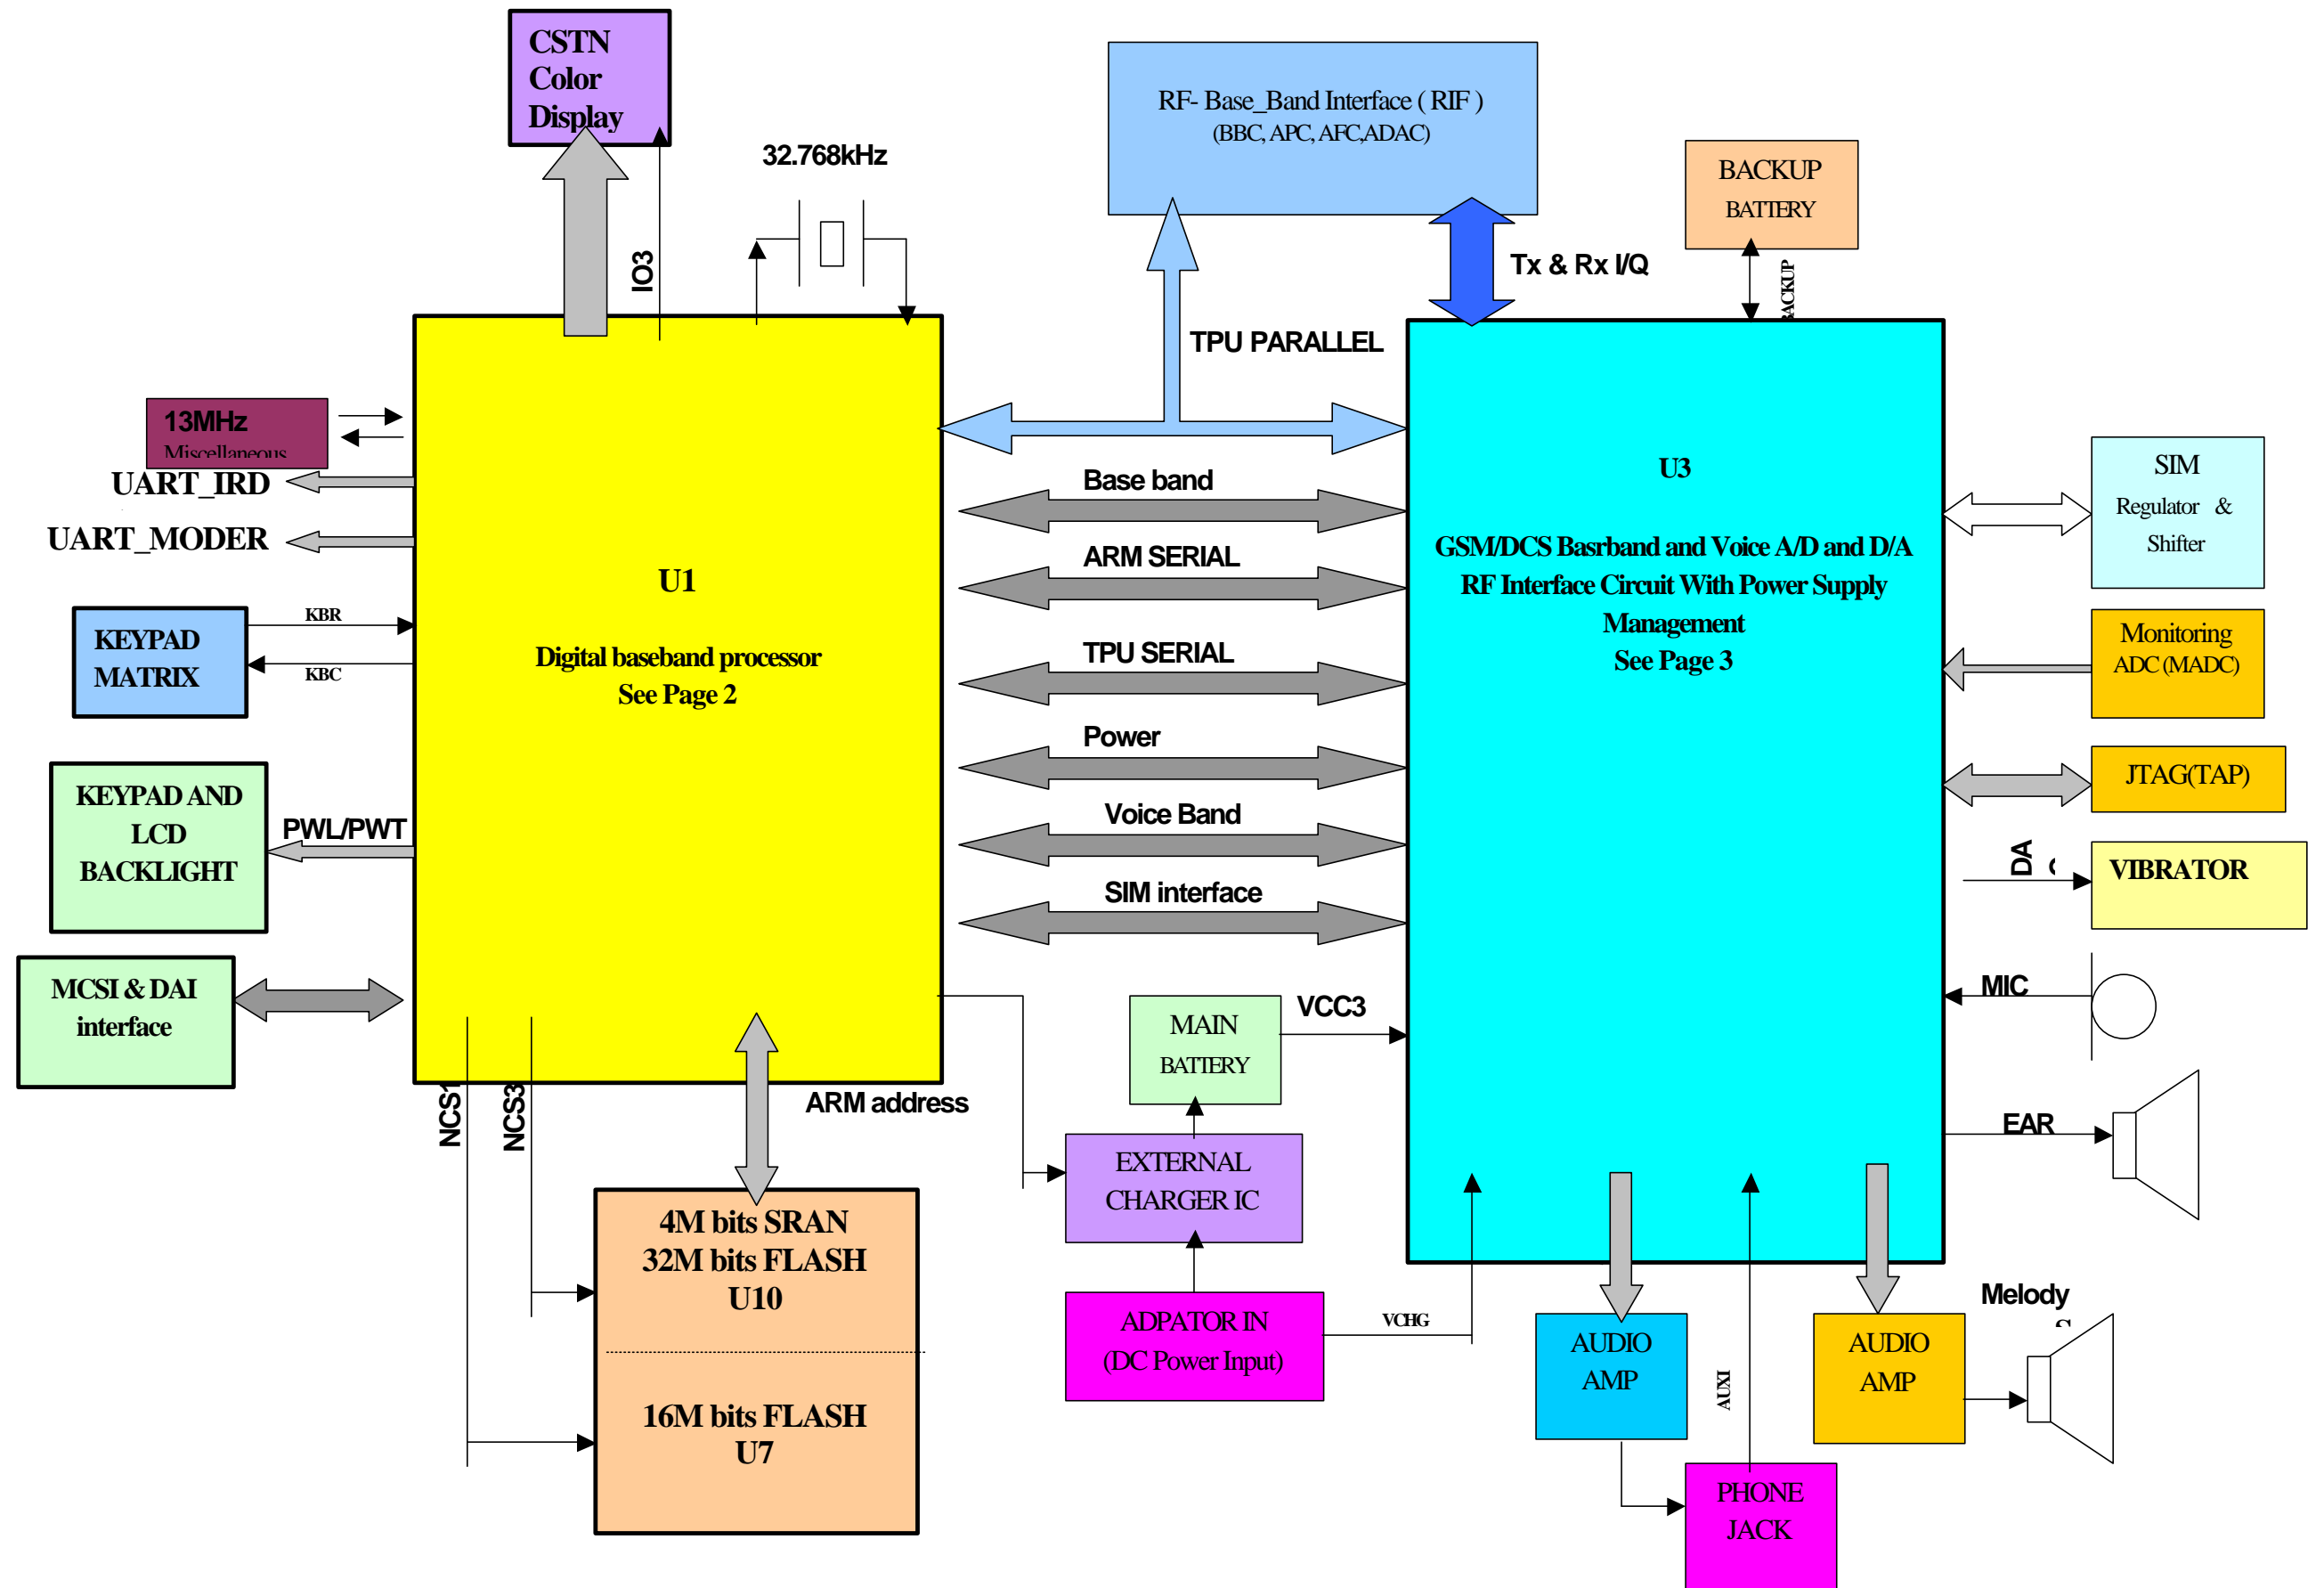 CSTN
Color
Display
32.768kHz
IO3
RF- Base_Band Interface ( RIF )
(BBC, APC, AFC,ADAC)
BACKUP
BATTERY
BACKUP
Tx & Rx I/Q
TPU PARALLEL
13MHz
Miscellaneous
UART_IRD
UART_MODER
KEYPAD
MATRIX
KBR
KBC
KEYPAD AND
LCD
BACKLIGHT
PWL/PWT
MCSI & DAI
interface
U1
Digital baseband processor
See Page 2
Base band
ARM SERIAL
TPU SERIAL
Power
Voice Band
SIM interface
U3
GSM/DCS Basrband and Voice A/D and D/A
RF Interface Circuit With Power Supply
Management
See Page 3
SIM
Regulator &
Shifter
Monitoring
ADC (MADC)
JTAG(TAP)
DA
VIBRATOR
MIC
EAR
NCS1
NCS3
ARM address
MAIN
BATTERY
VCC3
EXTERNAL
CHARGER IC
ADPATOR IN
(DC Power Input)
VCHG
4M bits SRAN
32M bits FLASH
U10
16M bits FLASH
U7
AUDIO
AMP
AUXI
AUDIO
AMP
Melody
PHONE
JACK